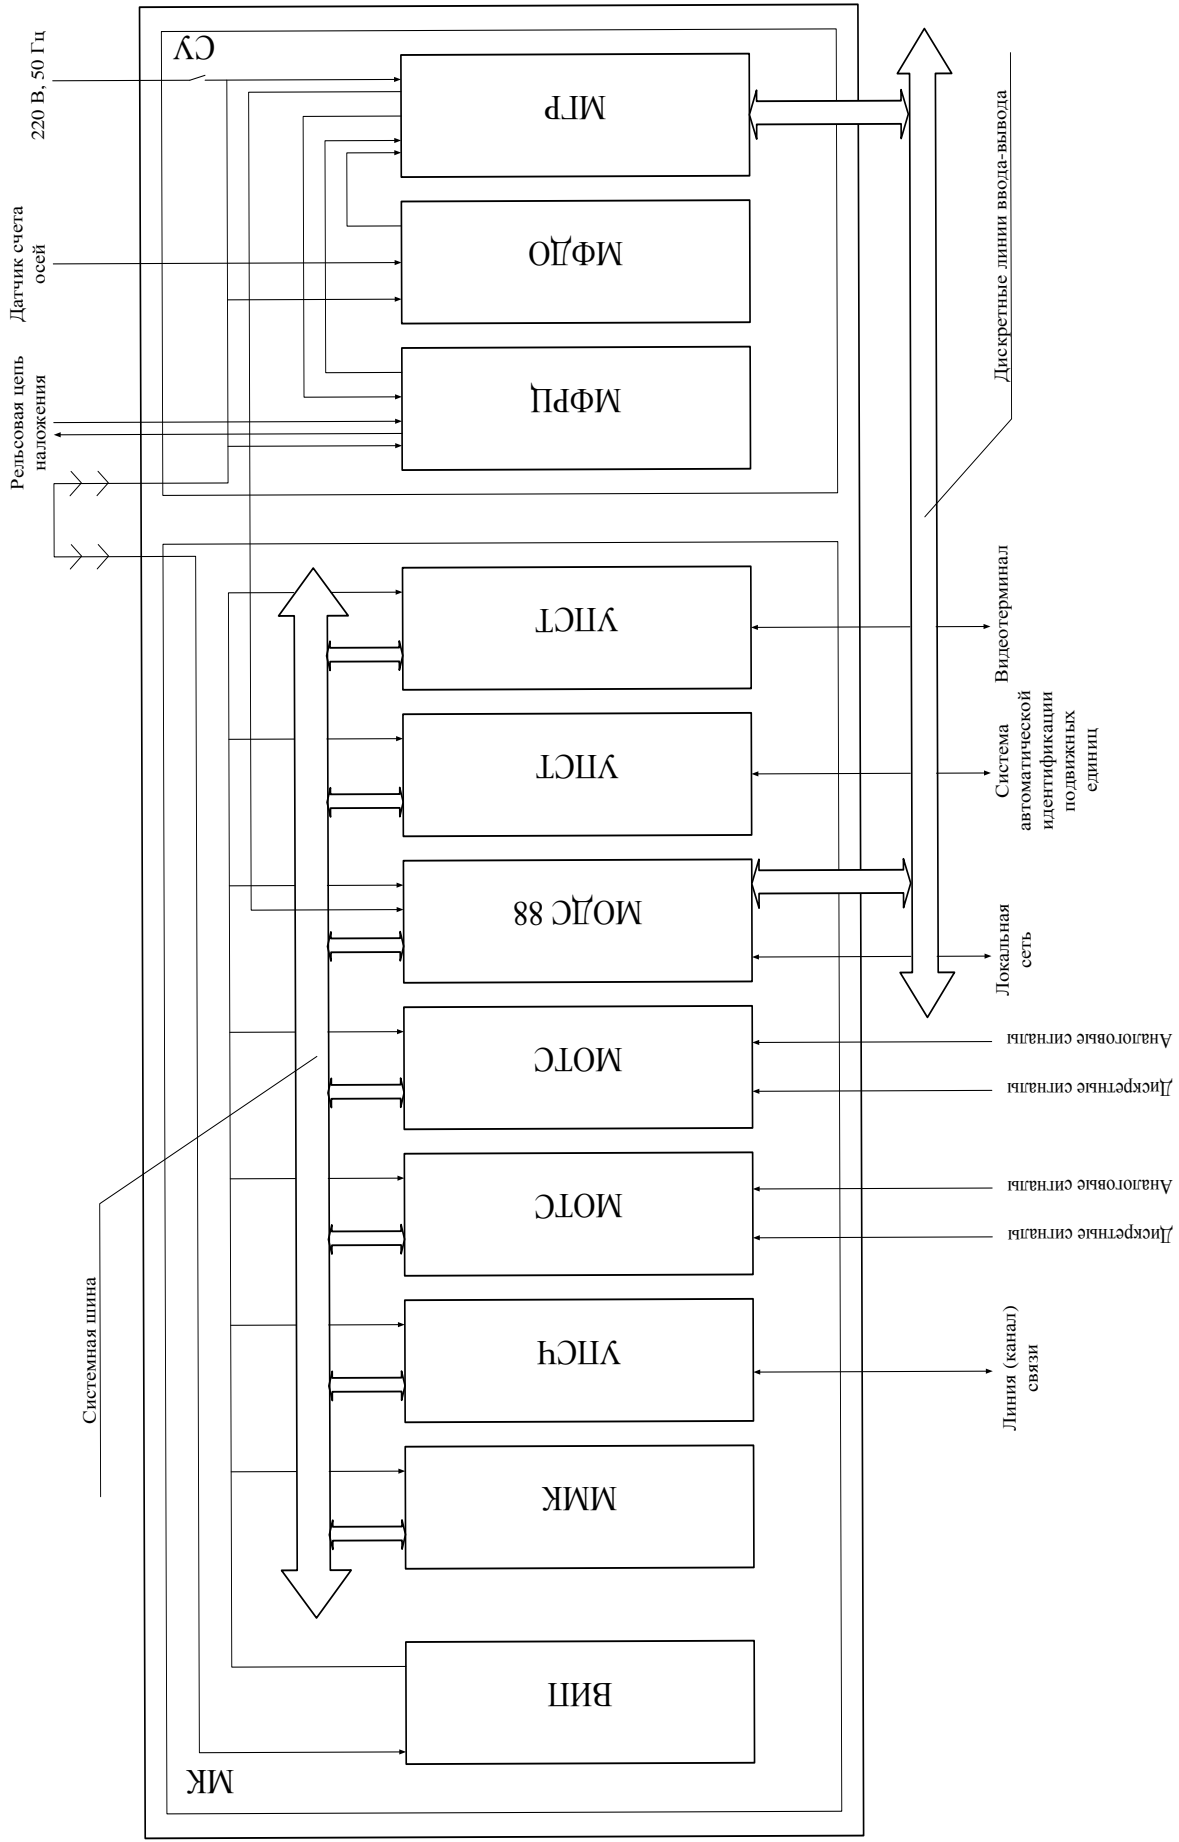 220 В, 50 Гц
Датчик счета
осей
Рельсовая цепь
наложения
СУ
МГР
МФДО
МФРЦ
УПСТ
УПСТ
МОДС 88
МОТС
МОТС
УПСЧ
ММК
ВИП
МК
Системная шина
Дискретные линии ввода-вывода
Видеотерминал
Система
автоматической
идентификации
подвижных
единиц
Локальная
сеть
Аналоговые сигналы
Дискретные сигналы
Аналоговые сигналы
Дискретные сигналы
Линия (канал)
связи